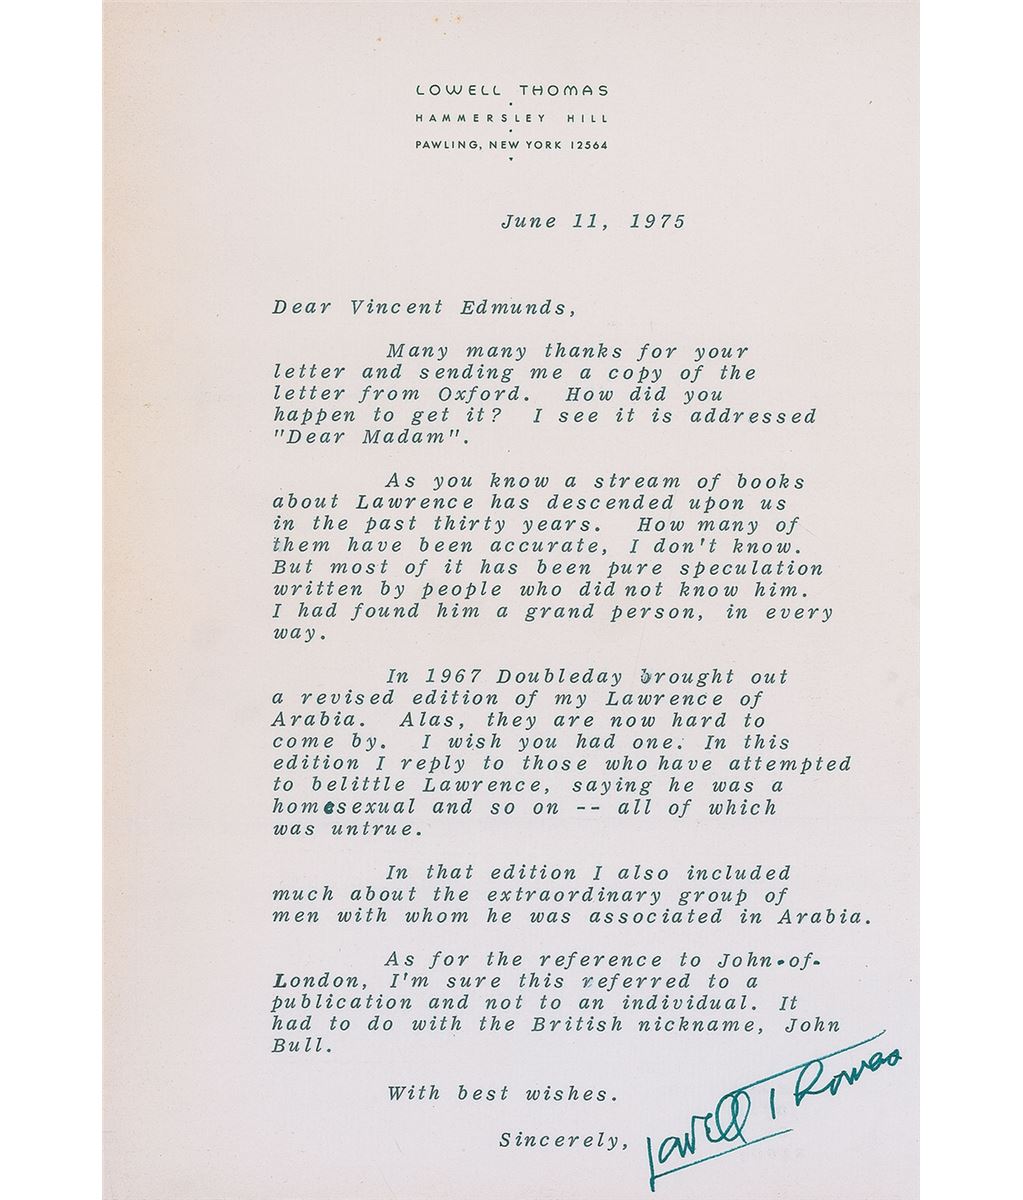 LOWELL THOMAS
HAMMERSLEY HILL
PAWLING, NEW YORK 12564
June 11, 1975
Dear Vincent Edmunds,
Many many thanks for your
letter and sending me a copy of the
letter from Oxford. How did you
happen to get it? I see it is addressed
"Dear Madam".
As you know a stream of books
about Lawrence has descended upon us
in the past thirty years. How many of
them have been accurate, I don't know.
But most of it has been pure speculation
written by people who did not know him.
I had found him a grand person, in every
way.
In 1967 Doubleday brought out
a revised edition of my Lawrence of
Arabia. Alas, they are now hard to
come by. I wish you had one. In this
edition I reply to those who have attempted
to belittle Lawrence, saying he was a
homosexual and so on -- all of which
was untrue.
In that edition I also included
much about the extraordinary group of
men with whom he was associated in Arabia.
As for the reference to John-of-
London, I'm sure this referred to a
publication and not to an individual. It
had to do with the British nickname, John
Bull.
With best wishes.
Sincerely,
Lowell Thomas